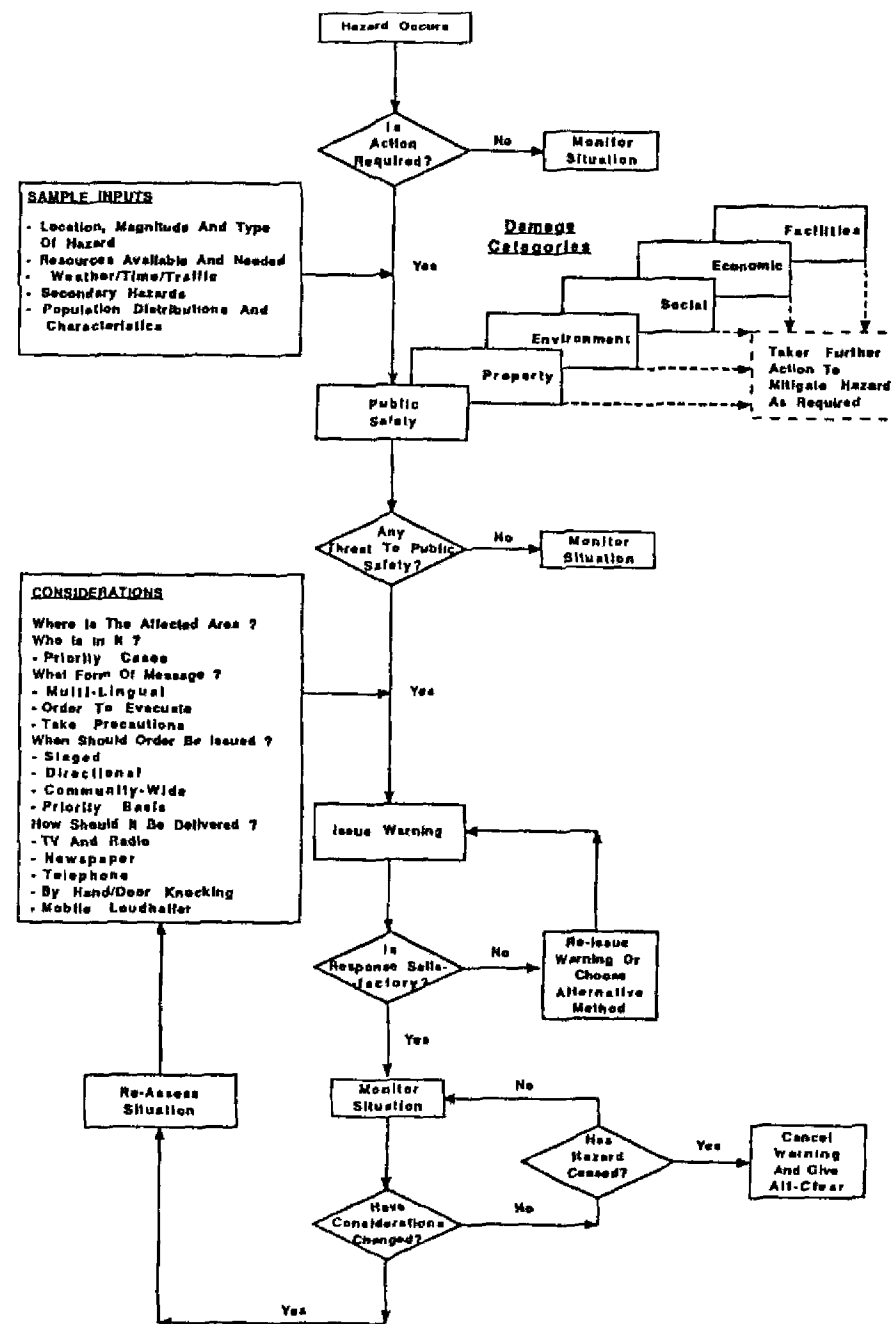 Hazard Occurs
Is
Action
Required?
No
Monitor
Situation
SAMPLE INPUTS
- Location, Magnitude And Type
Of Hazard
- Resources Available And Needed
- Weather/Time/Traffic
- Secondary Hazards
- Population Distributions And
Characteristics
Yes
Damage
Categories
Facilities
Economic
Social
Environment
Property
Public
Safety
Taker Further
Action To
Mitigate Hazard
As Required
Any
Threat To Public
Safety?
No
Monitor
Situation
CONSIDERATIONS
Where Is The Affected Area ?
Who Is In It ?
- Priority Cases
What Form Of Message ?
- Multi-Lingual
- Order To Evacuate
- Take Precautions
When Should Order Be Issued ?
- Staged
- Directional
- Community-Wide
- Priority Basis
How Should It Be Delivered ?
- TV And Radio
- Newspaper
- Telephone
- By Hand/Door Knocking
- Mobile Loudhailer
Yes
Issue Warning
Is
Response Satis-
-factory?
No
Re-Issue
Warning Or
Choose
Alternative
Method
Yes
Re-Assess
Situation
Monitor
Situation
No
Has
Hazard
Ceased?
Yes
Cancel
Warning
And Give
All-Clear
Have
Considerations
Changed?
No
Yes